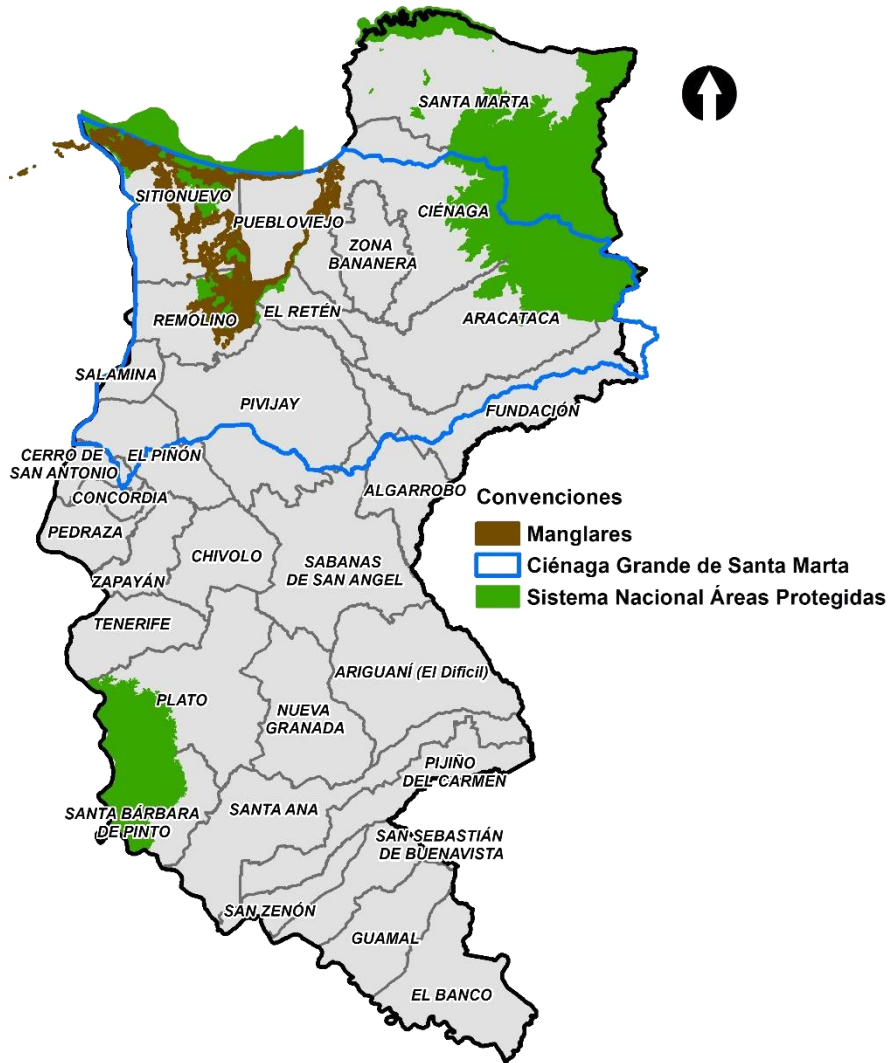 SANTA MARTA
SITIONUEVO
CIÉNAGA
PUEBLOVIEJO
ZONA
BANANERA
EL RETÉN
REMOLINO
ARACATACA
SALAMINA
PIVIJAY
FUNDACIÓN
CERRO DE
SAN ANTONIO
EL PIÑÓN
ALGARROBO
CONCORDIA
PEDRAZA
CHIVOLO
SABANAS
DE SAN ANGEL
ZAPAYÁN
TENERIFE
ARIGUANÍ (El Dificil)
PLATO
NUEVA
GRANADA
PIJIÑO
DEL CARMEN
SANTA ANA
SANTA BÁRBARA
DE PINTO
SAN SEBASTIÁN
DE BUENAVISTA
SAN ZENÓN
GUAMAL
EL BANCO
Convenciones
Manglares
Ciénaga Grande de Santa Marta
Sistema Nacional Áreas Protegidas